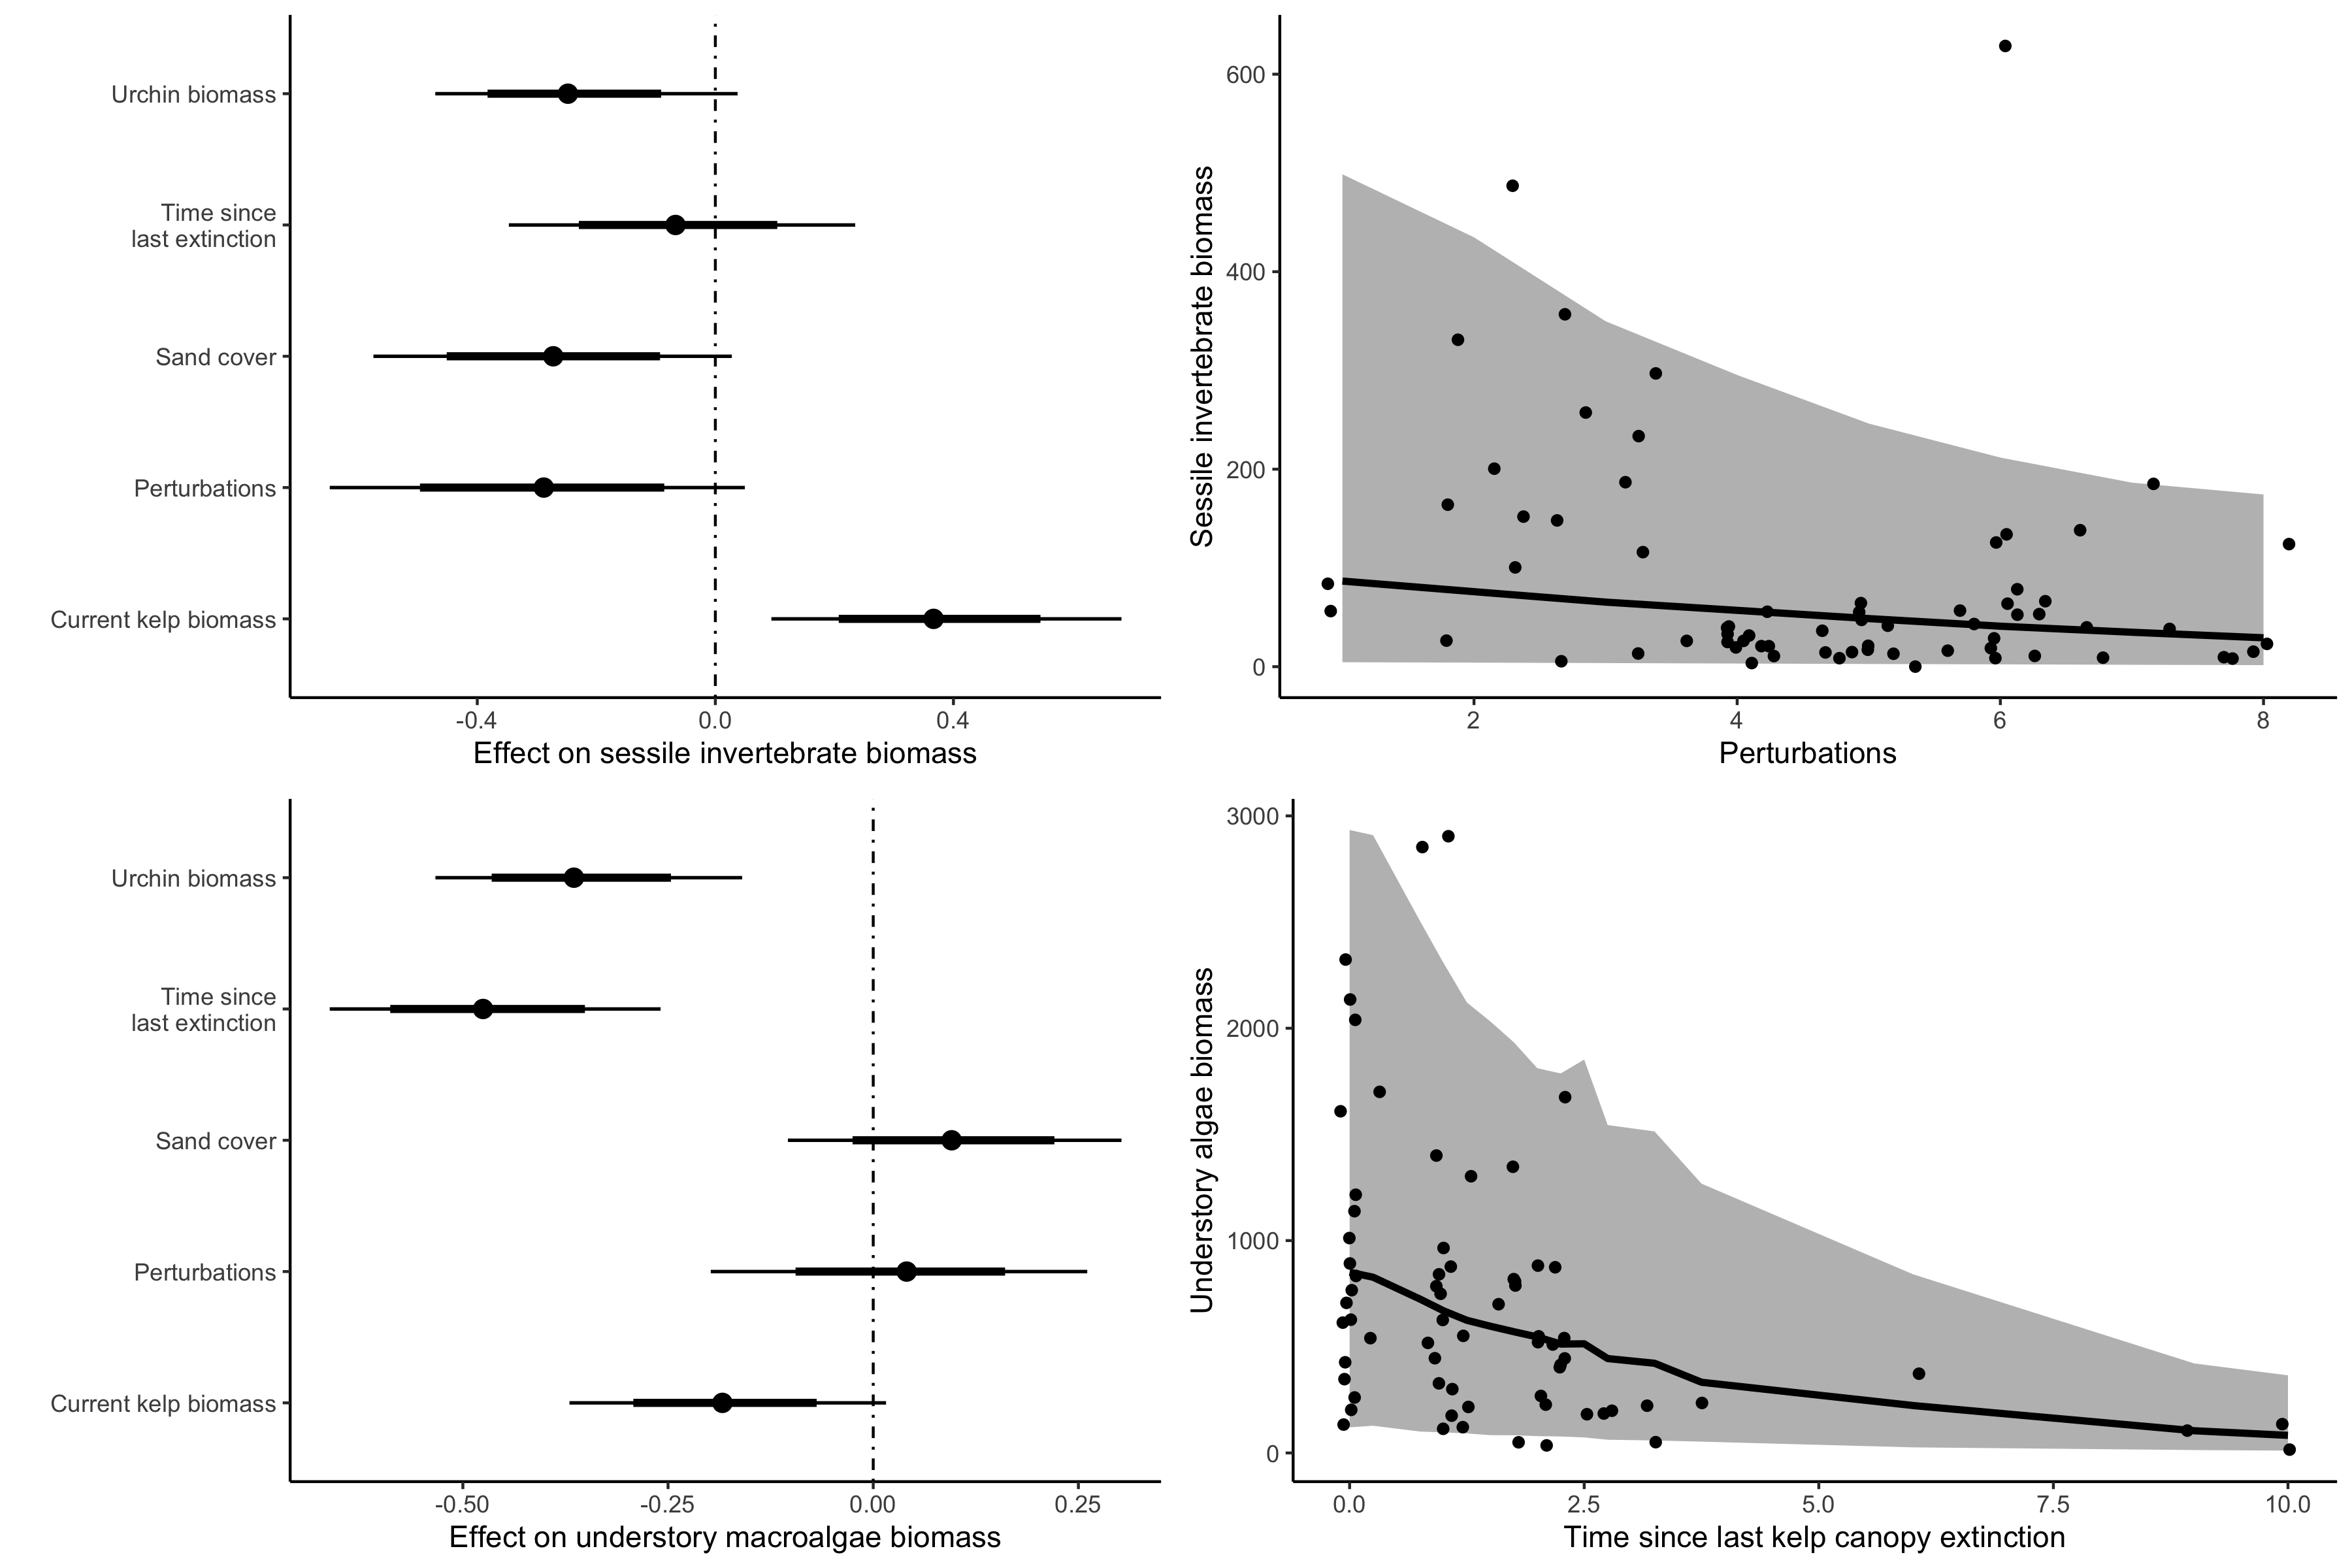 Urchin biomass
Time since
last extinction
Sand cover
Perturbations
Current kelp biomass
-0.4
0.0
0.4
Effect on sessile invertebrate biomass
Sessile invertebrate biomass
600
400
200
0
2
4
6
8
Perturbations
Urchin biomass
Time since
last extinction
Sand cover
Perturbations
Current kelp biomass
-0.50
-0.25
0.00
0.25
Effect on understory macroalgae biomass
Understory algae biomass
3000
2000
1000
0
0.0
2.5
5.0
7.5
10.0
Time since last kelp canopy extinction